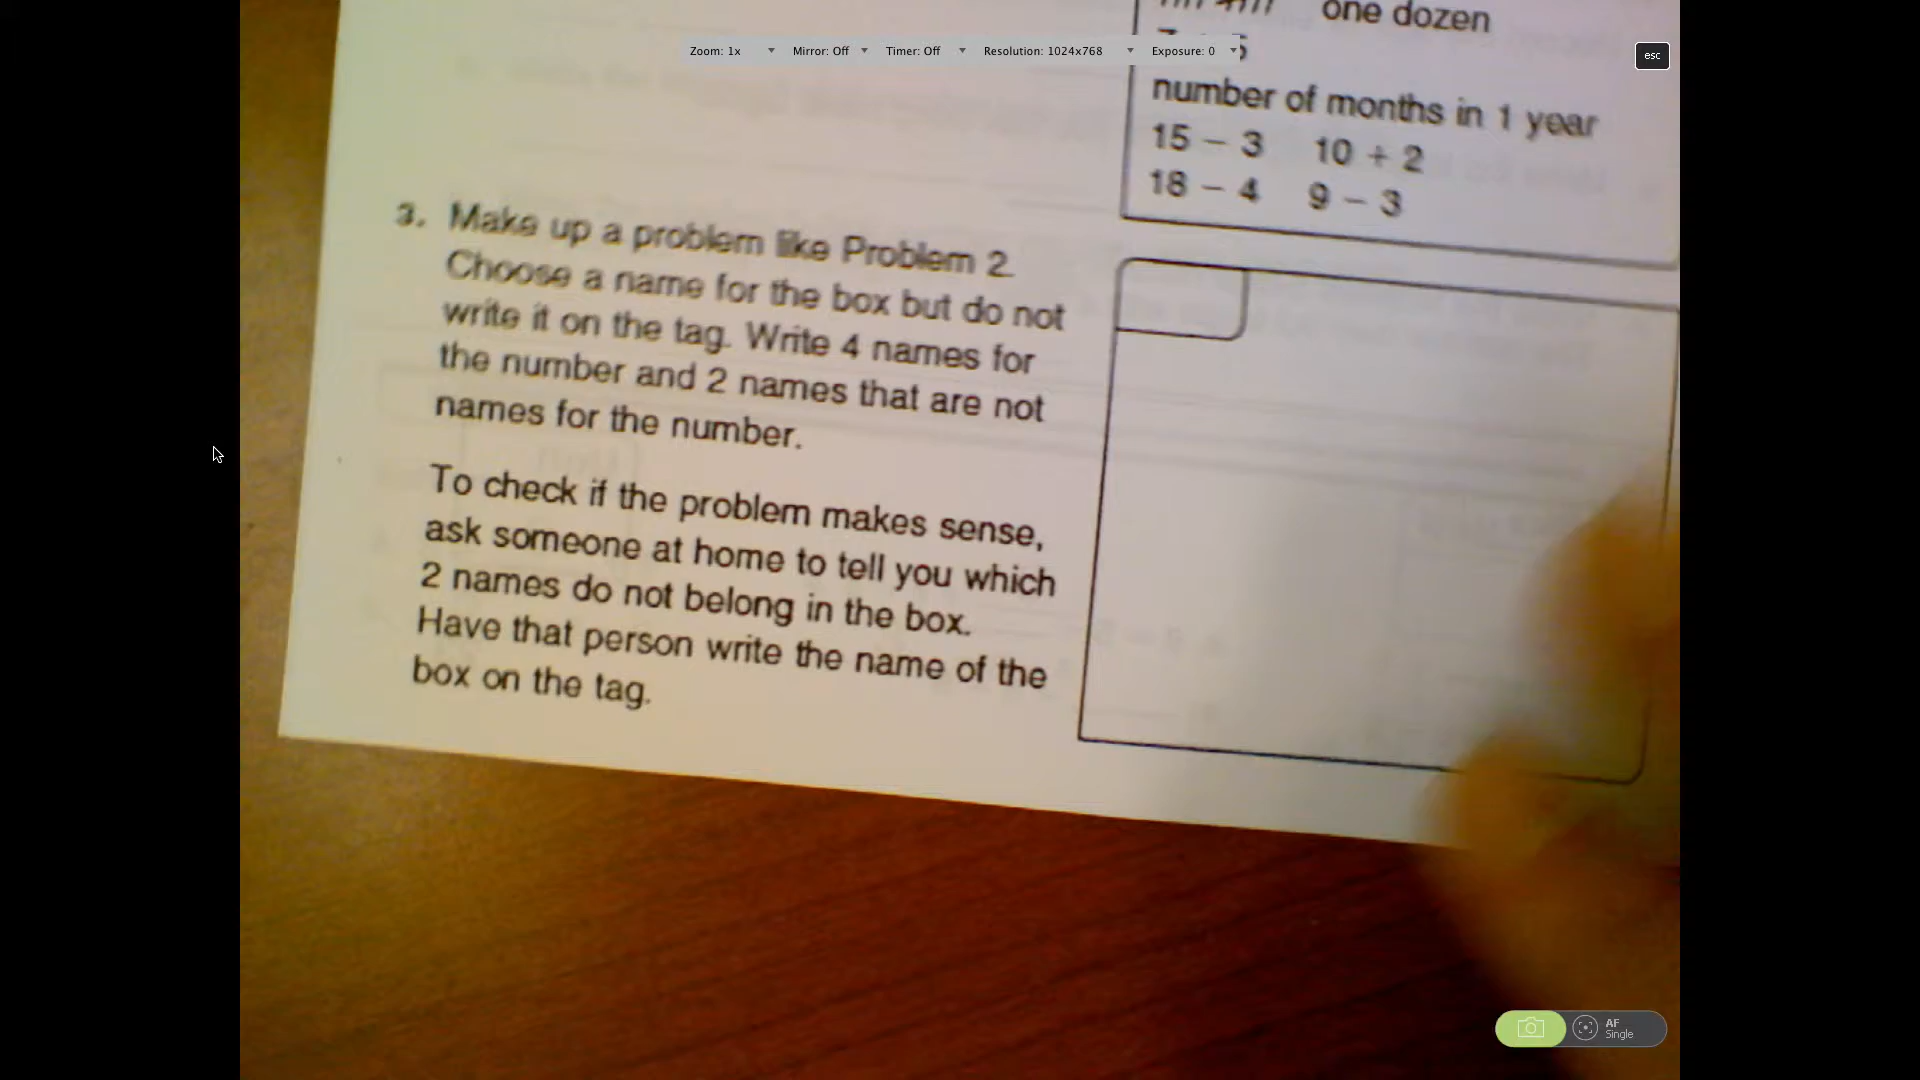 one dozen
Zoom: 1x Mirror: Off Timer: Off Resolution: 1024x768 Exposure: 0
esc
5
number of months in 1 year
15 – 3 10 + 2
18 – 4 9 – 3
3. Make up a problem like Problem 2.
Choose a name for the box but do not
write it on the tag. Write 4 names for
the number and 2 names that are not
names for the number.
To check if the problem makes sense,
ask someone at home to tell you which
2 names do not belong in the box.
Have that person write the name of the
box on the tag.
AF
Single